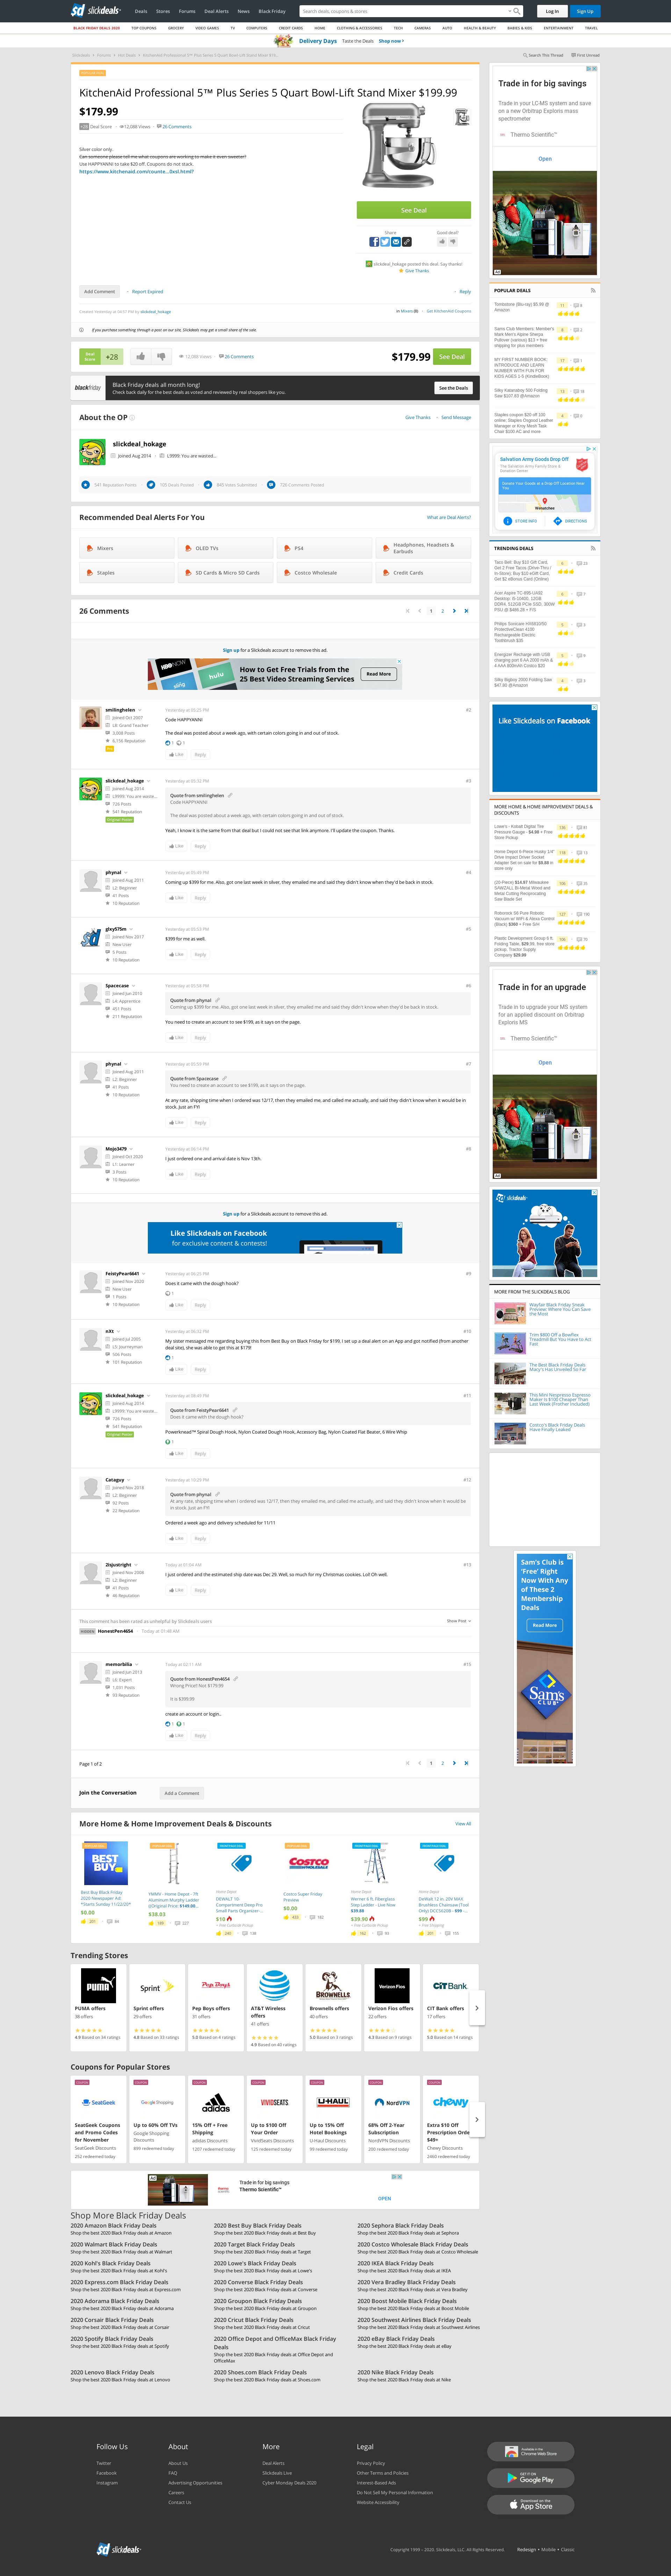 slickdeals
Deals Stores Forums Deal Alerts News Black Friday
Search deals, coupons & stores
Log In
Sign Up
BLACK FRIDAY DEALS 2020 TOP COUPONS GROCERY VIDEO GAMES TV COMPUTERS CREDIT CARDS HOME CLOTHING & ACCESSORIES TECH CAMERAS AUTO HEALTH & BEAUTY BABIES & KIDS ENTERTAINMENT TRAVEL
Delivery Days Taste the Deals Shop now
Search This Thread First Unread
KitchenAid Professional 5™ Plus Series 5 Quart Bowl-Lift Stand Mixer $199.99
$179.99
Deal Score 12,088 Views 26 Comments
Silver color only.
Can someone please tell me what coupons are working to make it even sweeter?
Use HAPPYANNI to take $20 off. Coupons do not stack.
https://www.kitchenaid.com/counte...0xsl.html?
See Deal
Share
Good deal?
slickdeal_hokage posted this deal. Say thanks!
Give Thanks
Add Comment Report Expired Reply
Created Yesterday at 04:57 PM by slickdeal_hokage
Mixers Get KitchenAid Coupons
If you purchase something through a post on our site, Slickdeals may get a small share of the sale.
Deal Score +28 12,088 Views 26 Comments $179.99 See Deal
blackfriday
Black Friday deals all month long!
Check daily for the best deals as voted and reviewed by real shoppers like you.
See the Deals
About the OP Give Thanks Send Message
slickdeal_hokage
Joined Aug 2014 L9999: You are wasted...
541 Reputation Points 105 Deals Posted 845 Votes Submitted 726 Comments Posted
Recommended Deal Alerts For You What are Deal Alerts?
Mixers OLED TVs PS4 Headphones, Headsets & Earbuds
Staples SD Cards & Micro SD Cards Costco Wholesale Credit Cards
26 Comments 1 2
Sign up for a Slickdeals account to remove this ad.
HBO NOW hulu
How to Get Free Trials from the
25 Best Video Streaming Services
Read More
smilinghelen Yesterday at 05:25 PM #2
Joined Oct 2007
L8: Grand Teacher
3,608 Posts
6,156 Reputation
Pro
Code HAPPYANNI
The deal was posted about a week ago, with certain colors going in and out of stock.
Like Reply
slickdeal_hokage Yesterday at 05:32 PM #3
Joined Aug 2014
L9999: You are waste...
726 Posts
541 Reputation
Original Poster
Quote from smilinghelen
Code HAPPYANNI
The deal was posted about a week ago, with certain colors going in and out of stock.
Yeah, I know it is the same from that deal but I could not see that link anymore. I'll update the coupon. Thanks.
Like Reply
phynal Yesterday at 05:49 PM #4
Joined Aug 2011
L2: Beginner
41 Posts
10 Reputation
Coming up $399 for me. Also, got one last week in silver, they emailed me and said they didn't know when they'd be back in stock.
Like Reply
glxy575m Yesterday at 05:53 PM #5
Joined Nov 2017
New User
5 Posts
10 Reputation
$399 for me as well.
Like Reply
Spacecase Yesterday at 05:58 PM #6
Joined Jun 2010
L4: Apprentice
451 Posts
211 Reputation
Quote from phynal
Coming up $399 for me. Also, got one last week in silver, they emailed me and said they didn't know when they'd be back in stock.
You need to create an account to see $199, as it says on the page.
Like Reply
phynal Yesterday at 05:59 PM #7
Joined Aug 2011
L2: Beginner
41 Posts
10 Reputation
Quote from Spacecase
You need to create an account to see $199, as it says on the page.
At any rate, shipping time when I ordered was 12/17, then they emailed me, and called me actually, and said they didn't know when it would be in stock. Just an FYI
Like Reply
Mojo3479 Yesterday at 06:14 PM #8
Joined Oct 2020
L1: Learner
3 Posts
10 Reputation
I just ordered one and arrival date is Nov 13th.
Like Reply
Sign up for a Slickdeals account to remove this ad.
Like Slickdeals on Facebook
for exclusive content & contests!
FeistyPear6641 Yesterday at 06:25 PM #9
Joined Nov 2020
New User
1 Posts
10 Reputation
Does it came with the dough hook?
Like Reply
nXt Yesterday at 06:32 PM #10
Joined Jul 2005
L5: Journeyman
506 Posts
101 Reputation
My sister messaged me regarding buying this from Best Buy on Black Friday for $199, I set up a deal alert on an App and got notified (from another deal site), she was able to get this at $179!
Like Reply
slickdeal_hokage Yesterday at 08:49 PM #11
Joined Aug 2014
L9999: You are waste...
726 Posts
541 Reputation
Original Poster
Quote from FeistyPear6641
Does it came with the dough hook?
Powerknead™ Spiral Dough Hook, Nylon Coated Dough Hook, Accessory Bag, Nylon Coated Flat Beater, 6 Wire Whip
Like Reply
Cataguy Yesterday at 10:29 PM #12
Joined Nov 2018
L2: Beginner
92 Posts
22 Reputation
Quote from phynal
At any rate, shipping time when I ordered was 12/17, then they emailed me, and called me actually, and said they didn't know when it would be in stock. Just an FYI
Ordered a week ago and delivery scheduled for 11/11
Like Reply
2isjustright Today at 01:04 AM #13
Joined Nov 2008
L2: Beginner
41 Posts
46 Reputation
I just ordered and the estimated ship date was Dec 29. Well, so much for my Christmas cookies. Lol! Oh well.
Like Reply
This comment has been rated as unhelpful by Slickdeals users Show Post
HonestPen4654 Today at 01:48 AM
memorbilia Today at 02:11 AM #15
Joined Jun 2013
L6: Expert
1,031 Posts
93 Reputation
Quote from HonestPen4654
Wrong Price!! Not $179.99
It is $399.99
create an account or login..
Like Reply
Page 1 of 2 1 2
Join the Conversation Add a Comment
More Home & Home Improvement Deals & Discounts View All
Best Buy Black Friday 2020 Newspaper Ad! *Starts Sunday 11/22/20*
$0.00
YMMV - Home Depot - 7ft Aluminum Murphy Ladder
$38.03
DEWALT 10-Compartment Deep Pro Small Parts Organizer
$10
Costco Super Friday Preview
$0.00
Werner 6 ft. Fiberglass Step Ladder - Live Now
$39.90
DeWalt 12 in. 20V MAX Brushless Chainsaw (Tool Only) DCCS620B - $99
$99
Trending Stores
PUMA offers
38 offers
4.9 Based on 34 ratings
Sprint offers
29 offers
4.8 Based on 33 ratings
Pep Boys offers
31 offers
5.0 Based on 4 ratings
AT&T Wireless offers
41 offers
4.9 Based on 40 ratings
Brownells offers
40 offers
5.0 Based on 3 ratings
Verizon Fios offers
22 offers
4.3 Based on 9 ratings
CIT Bank offers
17 offers
5.0 Based on 14 ratings
Coupons for Popular Stores
SeatGeek Coupons and Promo Codes for November
SeatGeek Discounts
252 redeemed today
Up to 60% Off TVs
Google Shopping Discounts
899 redeemed today
15% Off + Free Shipping
adidas Discounts
1207 redeemed today
Up to $100 Off Your Order
VividSeats Discounts
125 redeemed today
Up to 15% Off Hotel Bookings
U-Haul Discounts
99 redeemed today
68% Off 2-Year Subscription
NordVPN Discounts
200 redeemed today
Extra $10 Off Prescription Orders $49+
Chewy Discounts
2460 redeemed today
Trade in for big savings
Thermo Scientific™
OPEN
Shop More Black Friday Deals
2020 Amazon Black Friday Deals
Shop the best 2020 Black Friday deals at Amazon
2020 Best Buy Black Friday Deals
Shop the best 2020 Black Friday deals at Best Buy
2020 Sephora Black Friday Deals
Shop the best 2020 Black Friday deals at Sephora
2020 Walmart Black Friday Deals
Shop the best 2020 Black Friday deals at Walmart
2020 Target Black Friday Deals
Shop the best 2020 Black Friday deals at Target
2020 Costco Wholesale Black Friday Deals
Shop the best 2020 Black Friday deals at Costco Wholesale
2020 Kohl's Black Friday Deals
Shop the best 2020 Black Friday deals at Kohl's
2020 Lowe's Black Friday Deals
Shop the best 2020 Black Friday deals at Lowe's
2020 IKEA Black Friday Deals
Shop the best 2020 Black Friday deals at IKEA
2020 Express.com Black Friday Deals
Shop the best 2020 Black Friday deals at Express.com
2020 Converse Black Friday Deals
Shop the best 2020 Black Friday deals at Converse
2020 Vera Bradley Black Friday Deals
Shop the best 2020 Black Friday deals at Vera Bradley
2020 Adorama Black Friday Deals
Shop the best 2020 Black Friday deals at Adorama
2020 Groupon Black Friday Deals
Shop the best 2020 Black Friday deals at Groupon
2020 Boost Mobile Black Friday Deals
Shop the best 2020 Black Friday deals at Boost Mobile
2020 Corsair Black Friday Deals
Shop the best 2020 Black Friday deals at Corsair
2020 Cricut Black Friday Deals
Shop the best 2020 Black Friday deals at Cricut
2020 Southwest Airlines Black Friday Deals
Shop the best 2020 Black Friday deals at Southwest Airlines
2020 Spotify Black Friday Deals
Shop the best 2020 Black Friday deals at Spotify
2020 Office Depot and OfficeMax Black Friday Deals
Shop the best 2020 Black Friday deals at Office Depot and OfficeMax
2020 eBay Black Friday Deals
Shop the best 2020 Black Friday deals at eBay
2020 Lenovo Black Friday Deals
Shop the best 2020 Black Friday deals at Lenovo
2020 Shoes.com Black Friday Deals
Shop the best 2020 Black Friday deals at Shoes.com
2020 Nike Black Friday Deals
Shop the best 2020 Black Friday deals at Nike
Trade in for big savings
Trade in your LC-MS system and save on a new Orbitrap Exploris mass spectrometer
Thermo Scientific™
Open
POPULAR DEALS
Tombstone (Blu-ray) $5.99 @ Amazon
Sams Club Members: Member's Mark Men's Alpine Sherpa Pullover (various) $13 + free shipping for plus members
MY FIRST NUMBER BOOK: INTRODUCE AND LEARN NUMBER WITH FUN FOR KIDS AGES 1-5 (KindleBook)
Silky Katanaboy 500 Folding Saw $207.83 @Amazon
Staples coupon $20 off 100 online; Staples Osgood Leather Manager or Kroy Mesh Task Chair $100 AC and more
Salvation Army Goods Drop Off
The Salvation Army Family Store & Donation Center
Donate Your Goods at a Drop Off Location Near You.
Wenatchee
STORE INFO DIRECTIONS
TRENDING DEALS
Taco Bell: Buy $10 Gift Card, Get 2 Free Tacos (Drive-Thru / In Store); Buy $10 eGift Card, Get $2 eBonus Card (Online)
Acer Aspire TC-895-UA92 Desktop: i5-10400, 12GB DDR4, 512GB PCIe SSD, 300W PSU @ $469.28 + F/S
Philips Sonicare HX6810/50 ProtectiveClean 4100 Rechargeable Electric Toothbrush $35
Energizer Recharge with USB charging port 6 AA 2000 mAh & 4 AAA 800mAh Costco $20
Silky Bigboy 2000 Folding Saw $47.80 @Amazon
Like Slickdeals on Facebook
MORE HOME & HOME IMPROVEMENT DEALS & DISCOUNTS
Lowe's - Kobalt Digital Tire Pressure Gauge - $4.98 + Free Store Pickup
Home Depot 6-Piece Husky 1/4" Drive Impact Driver Socket Adapter Set on sale for $9.88 in store only
(20-Piece) $14.97 Milwaukee SAWZALL Bi-Metal Wood and Metal Cutting Reciprocating Saw Blade Set
Roborock S6 Pure Robotic Vacuum w/ WiFi & Alexa Control (Black) $360 + Free S/H
Plastic Development Group 6 ft. Folding Table, $29.99, free store pickup, Tractor Supply Company $29.99
Trade in for an upgrade
Trade in to upgrade your MS system for an applied discount on Orbitrap Exploris MS
Thermo Scientific™
Open
slickdeals
MORE FROM THE SLICKDEALS BLOG
Wayfair Black Friday Sneak Preview: Where You Can Save the Most
Trim $800 Off a Bowflex Treadmill But You Have to Act Fast
The Best Black Friday Deals Macy's Has Unveiled So Far
This Mini Nespresso Espresso Maker Is $100 Cheaper Than Last Week (Frother Included)
Costco's Black Friday Deals Have Finally Leaked
Sam's Club is 'Free' Right Now With Any of These 2 Membership Deals
Read More
Sam's CLUB
Follow Us
Twitter
Facebook
Instagram
About
About Us
FAQ
Advertising Opportunities
Careers
Contact Us
More
Deal Alerts
Slickdeals Live
Cyber Monday Deals 2020
Legal
Privacy Policy
Other Terms and Policies
Interest-Based Ads
Do Not Sell My Personal Information
Website Accessibility
Available in the Chrome Web Store
GET IT ON Google Play
Download on the App Store
slickdeals
Copyright 1999 - 2020. Slickdeals, LLC. All Rights Reserved. Redesign • Mobile • Classic